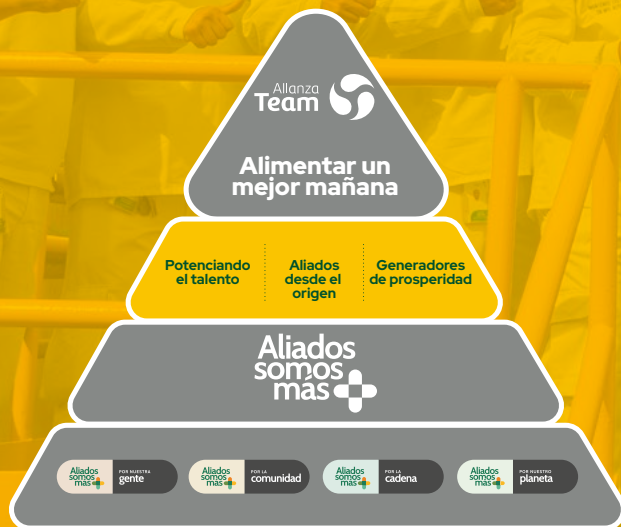 Alianza
Team
Alimentar un
mejor mañana
Potenciando
el talento
Aliados
desde el
origen
Generadores
de prosperidad
Aliados
somos
más
Aliados
somos
más
POR NUESTRA
gente
Aliados
somos
más
POR LA
comunidad
Aliados
somos
más
POR LA
cadena
Aliados
somos
más
POR NUESTRO
planeta